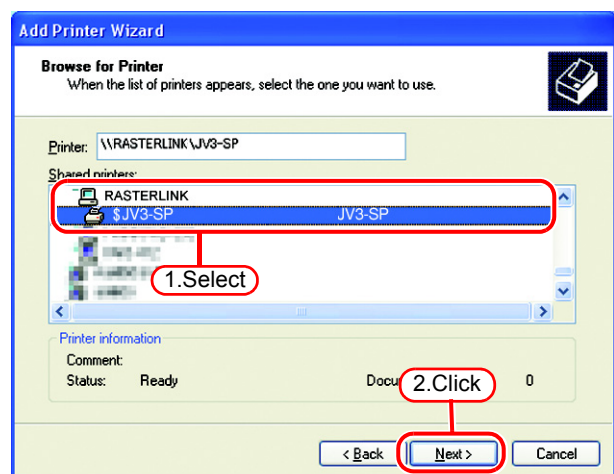 Add Printer Wizard
Browse for Printer
When the list of printers appears, select the one you want to use.
Printer: \\RASTERLINK\JV3-SP
Shared printers:
RASTERLINK
$JV3-SP JV3-SP
1.Select
Printer information
Comment:
Status: Ready 0
2.Click
< Back Next > Cancel